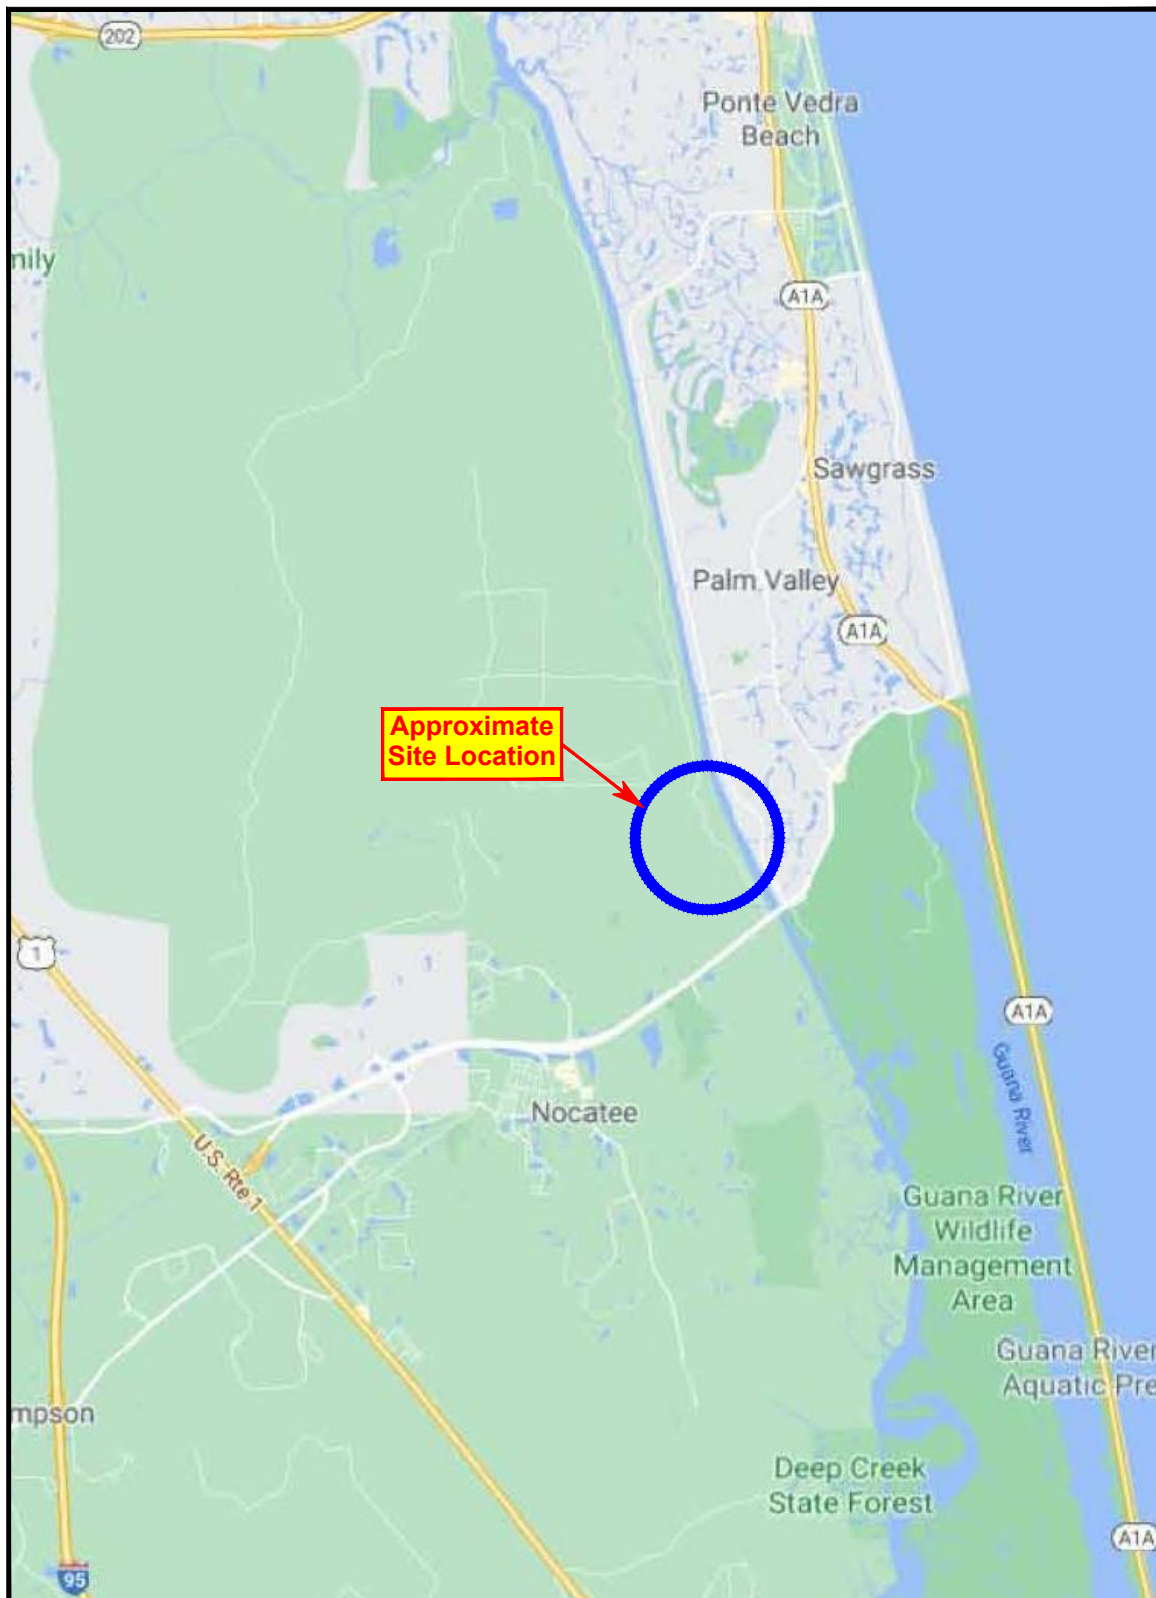 202
Ponte Vedra
Beach
mily
A1A
Sawgrass
Palm Valley
A1A
Approximate
Site Location
1
A1A
Guana River
Nocatee
U.S. Rte 1
Guana River
Wildlife
Management
Area
Guana River
Aquatic Pre
mpson
Deep Creek
State Forest
A1A
95